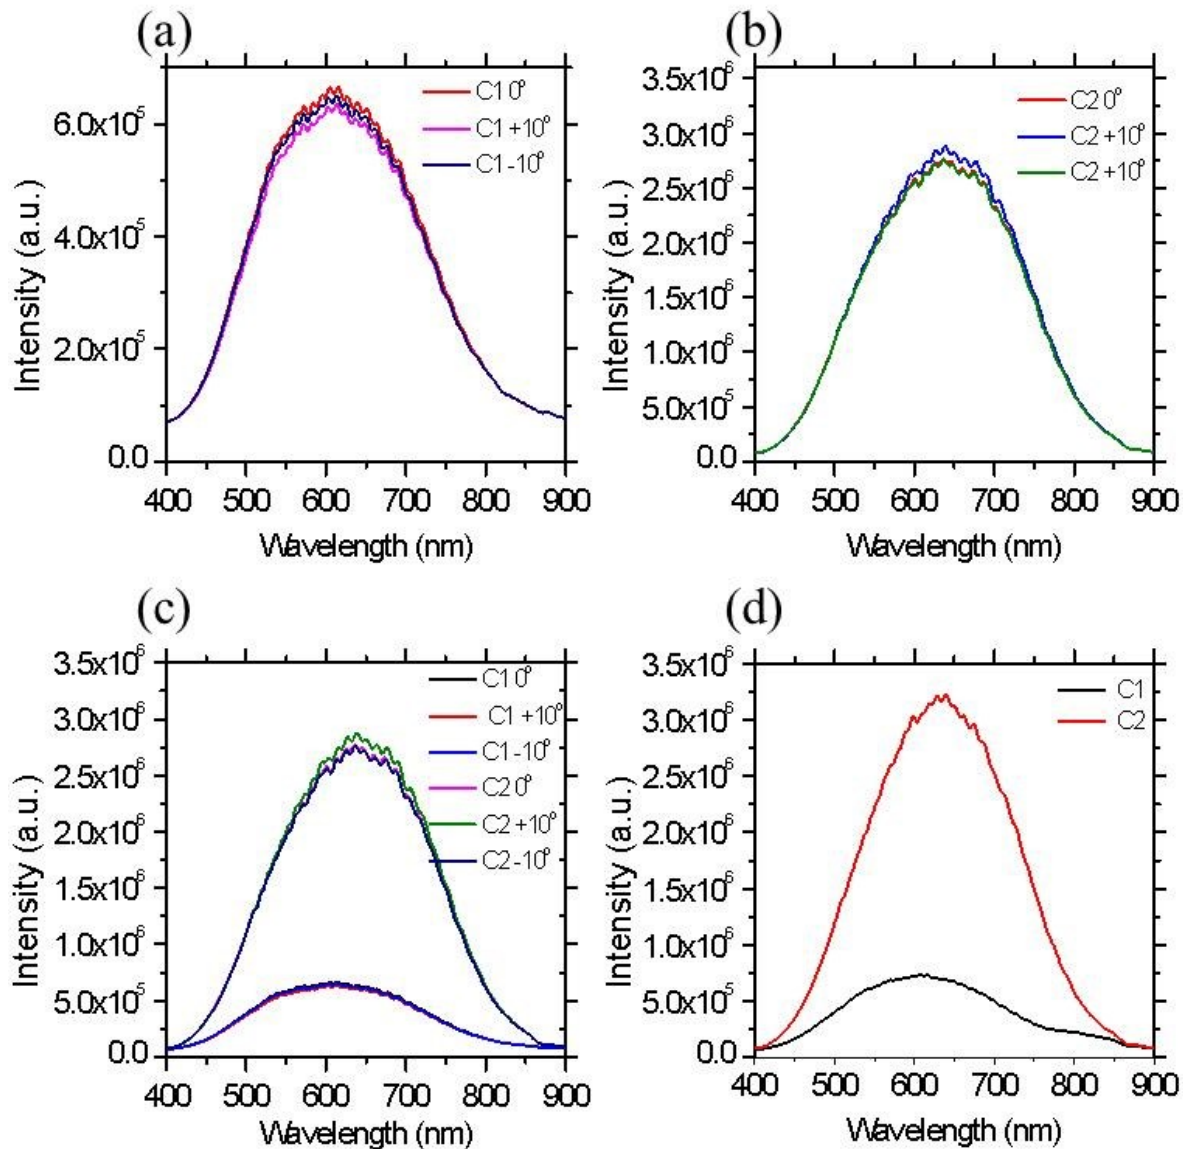 (a)
C1 0°
C1 +10°
C1 -10°
6.0x10⁵
4.0x10⁵
2.0x10⁵
0.0
Intensity (a.u.)
400 500 600 700 800 900
Wavelength (nm)
(b)
C2 0°
C2 +10°
C2 +10°
3.5x10⁶
3.0x10⁶
2.5x10⁶
2.0x10⁶
1.5x10⁶
1.0x10⁶
5.0x10⁵
0.0
Intensity (a.u.)
400 500 600 700 800 900
Wavelength (nm)
(c)
C1 0°
C1 +10°
C1 -10°
C2 0°
C2 +10°
C2 -10°
3.5x10⁶
3.0x10⁶
2.5x10⁶
2.0x10⁶
1.5x10⁶
1.0x10⁶
5.0x10⁵
0.0
Intensity (a.u.)
400 500 600 700 800 900
Wavelength (nm)
(d)
C1
C2
3.5x10⁶
3.0x10⁶
2.5x10⁶
2.0x10⁶
1.5x10⁶
1.0x10⁶
5.0x10⁵
0.0
Intensity (a.u.)
400 500 600 700 800 900
Wavelength (nm)